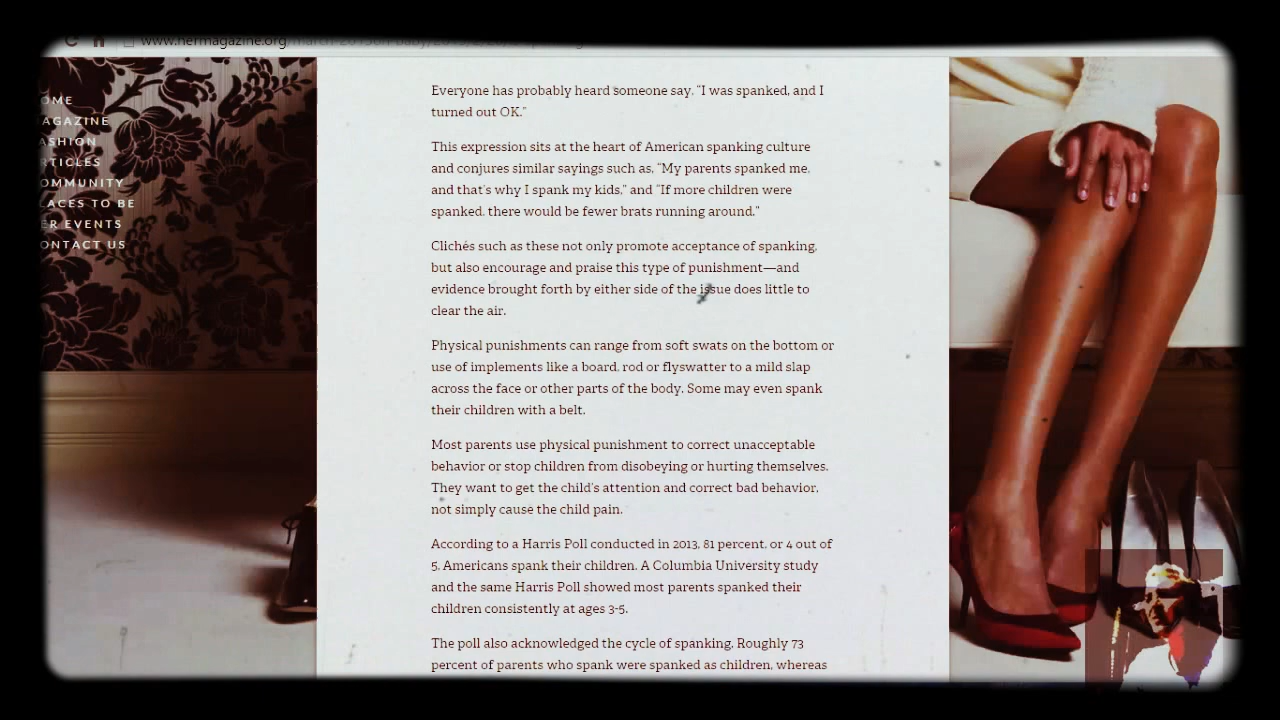 www.hermagazine.org
OME
AGAZINE
ASHION
RTICLES
OMMUNITY
LACES TO BE
ER EVENTS
ONTACT US
Everyone has probably heard someone say, “I was spanked, and I
turned out OK.”
This expression sits at the heart of American spanking culture
and conjures similar sayings such as, “My parents spanked me,
and that’s why I spank my kids,” and “If more children were
spanked, there would be fewer brats running around.”
Clichés such as these not only promote acceptance of spanking,
but also encourage and praise this type of punishment—and
evidence brought forth by either side of the issue does little to
clear the air.
Physical punishments can range from soft swats on the bottom or
use of implements like a board, rod or flyswatter to a mild slap
across the face or other parts of the body. Some may even spank
their children with a belt.
Most parents use physical punishment to correct unacceptable
behavior or stop children from disobeying or hurting themselves.
They want to get the child’s attention and correct bad behavior,
not simply cause the child pain.
According to a Harris Poll conducted in 2013, 81 percent, or 4 out of
5, Americans spank their children. A Columbia University study
and the same Harris Poll showed most parents spanked their
children consistently at ages 3-5.
The poll also acknowledged the cycle of spanking. Roughly 73
percent of parents who spank were spanked as children, whereas